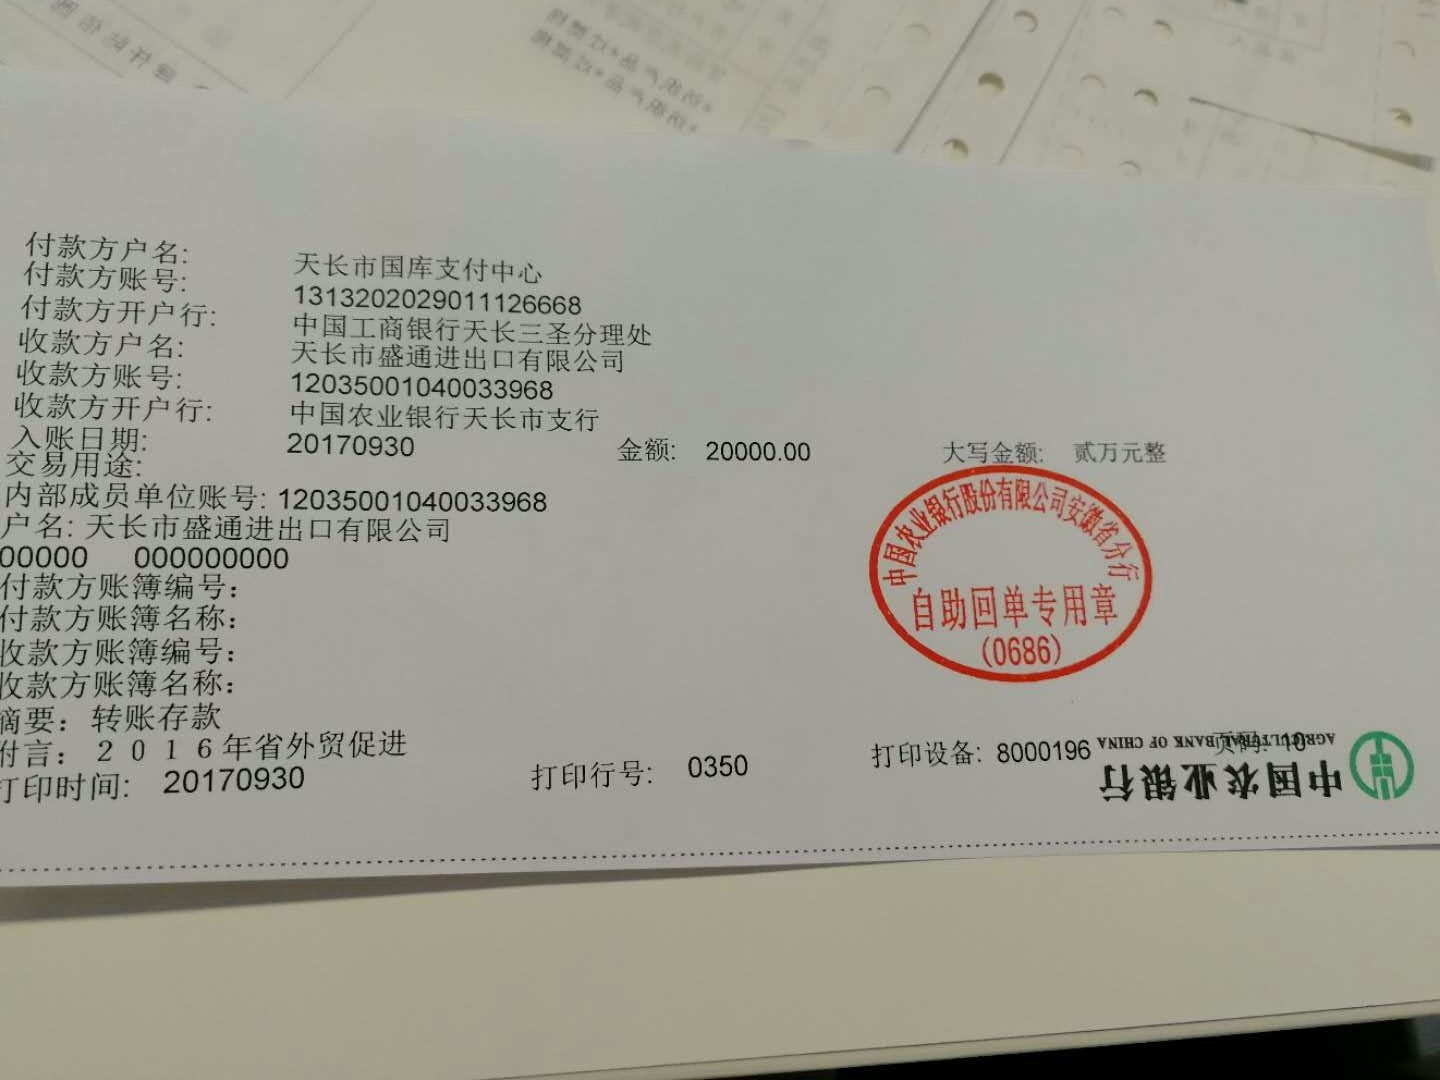 付款方户名: 天长市国库支付中心
付款方账号: 1313202029011126668
付款方开户行: 中国工商银行天长三圣分理处
收款方户名: 天长市盛通进出口有限公司
收款方账号: 12035001040033968
收款方开户行: 中国农业银行天长市支行
入账日期: 20170930 金额: 20000.00 大写金额: 贰万元整
交易用途:
内部成员单位账号: 12035001040033968
户名: 天长市盛通进出口有限公司
00000 000000000
付款方账簿编号:
付款方账簿名称:
收款方账簿编号:
收款方账簿名称:
摘要: 转账存款
附言: 2016年省外贸促进
打印时间: 20170930 打印行号: 0350 打印设备: 8000196 页码: 10
中国农业银行股份有限公司安徽省分行
自助回单专用章
(0686)
中国农业银行
AGRICULTURAL BANK OF CHINA